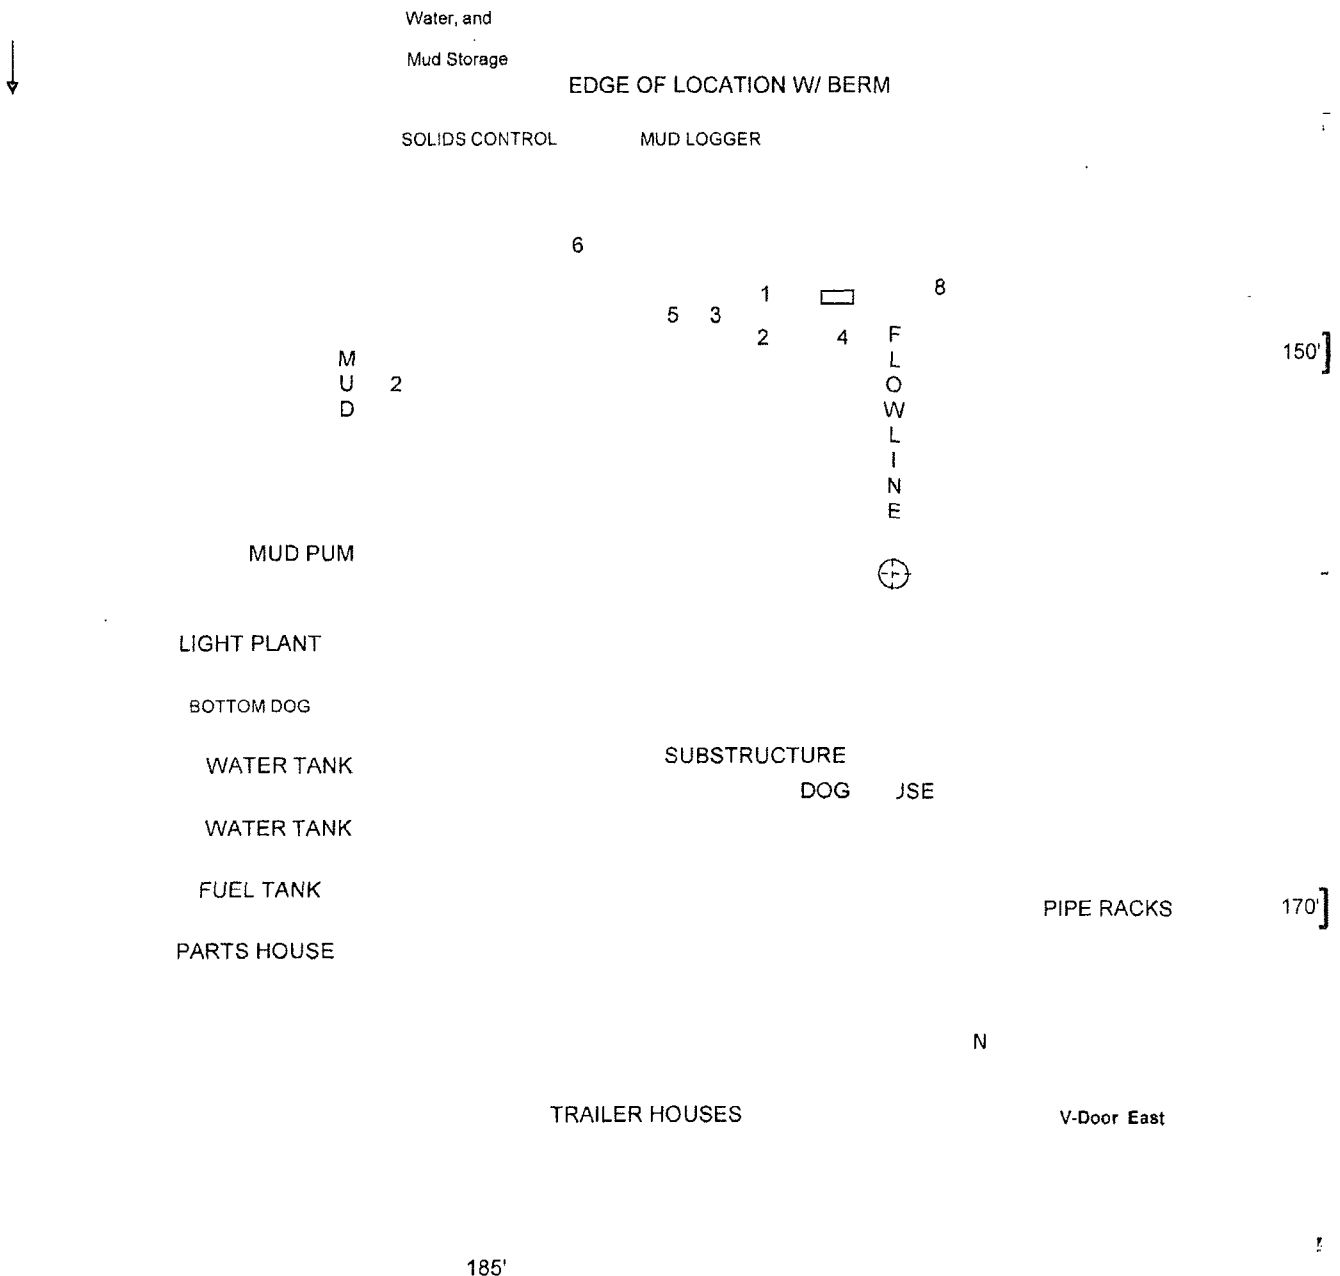 Water, and
Mud Storage
EDGE OF LOCATION W/ BERM
SOLIDS CONTROL
MUD LOGGER
6
1
8
5
3
2
4
FLOWLINE
150'
MUD
2
MUD PUM
LIGHT PLANT
BOTTOM DOG
SUBSTRUCTURE
WATER TANK
DOG JSE
WATER TANK
FUEL TANK
PIPE RACKS
170'
PARTS HOUSE
N
TRAILER HOUSES
V-Door East
185'